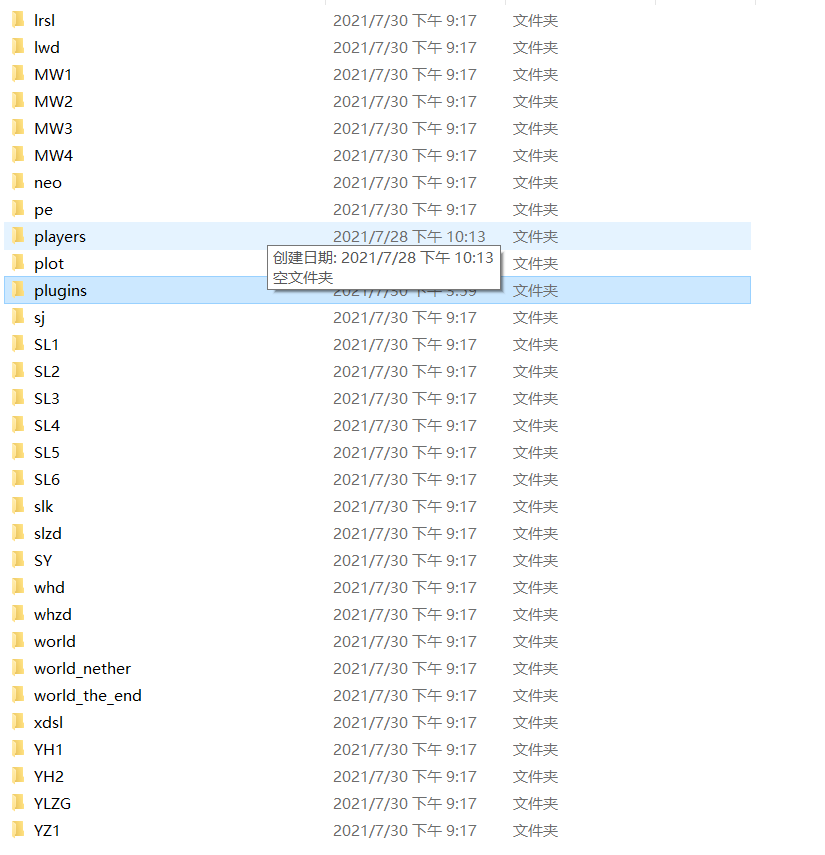 lrsl 2021/7/30 下午 9:17 文件夹
lwd 2021/7/30 下午 9:17 文件夹
MW1 2021/7/30 下午 9:17 文件夹
MW2 2021/7/30 下午 9:17 文件夹
MW3 2021/7/30 下午 9:17 文件夹
MW4 2021/7/30 下午 9:17 文件夹
neo 2021/7/30 下午 9:17 文件夹
pe 2021/7/30 下午 9:17 文件夹
players 2021/7/28 下午 10:13 文件夹
plot 文件夹
创建日期: 2021/7/28 下午 10:13
空文件夹
plugins 2021/7/30 下午 3:59 文件夹
sj 2021/7/30 下午 9:17 文件夹
SL1 2021/7/30 下午 9:17 文件夹
SL2 2021/7/30 下午 9:17 文件夹
SL3 2021/7/30 下午 9:17 文件夹
SL4 2021/7/30 下午 9:17 文件夹
SL5 2021/7/30 下午 9:17 文件夹
SL6 2021/7/30 下午 9:17 文件夹
slk 2021/7/30 下午 9:17 文件夹
slzd 2021/7/30 下午 9:17 文件夹
SY 2021/7/30 下午 9:17 文件夹
whd 2021/7/30 下午 9:17 文件夹
whzd 2021/7/30 下午 9:17 文件夹
world 2021/7/30 下午 9:17 文件夹
world_nether 2021/7/30 下午 9:17 文件夹
world_the_end 2021/7/30 下午 9:17 文件夹
xdsl 2021/7/30 下午 9:17 文件夹
YH1 2021/7/30 下午 9:17 文件夹
YH2 2021/7/30 下午 9:17 文件夹
YLZG 2021/7/30 下午 9:17 文件夹
YZ1 2021/7/30 下午 9:17 文件夹